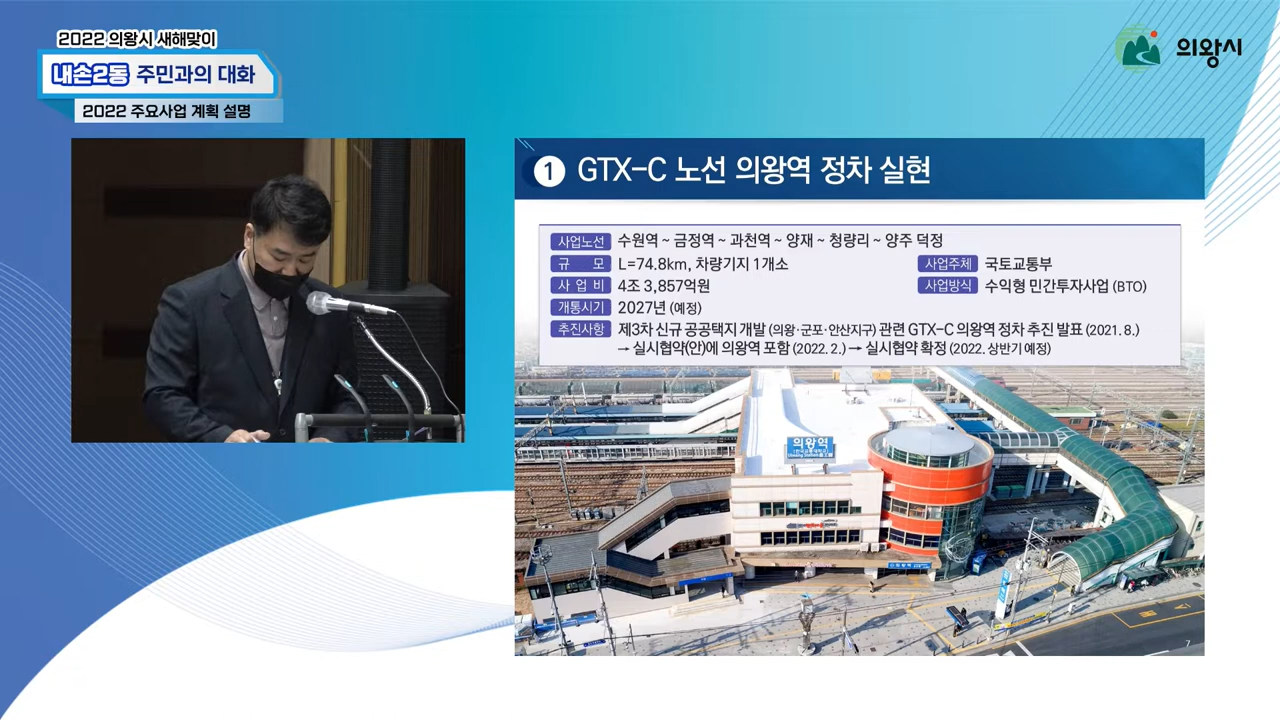 2022 의왕시 새해맞이
내손2동 주민과의 대화
2022 주요사업 계획 설명
의왕시
1 GTX-C 노선 의왕역 정차 실현
사업노선 수원역 ~ 금정역 ~ 과천역 ~ 양재 ~ 청량리 ~ 양주 덕정
규 모 L=74.8km, 차량기지 1개소 사업주체 국토교통부
사 업 비 4조 3,857억원 사업방식 수익형 민간투자사업 (BTO)
개통시기 2027년 (예정)
추진사항 제3차 신규 공공택지 개발 (의왕·군포·안산지구) 관련 GTX-C 의왕역 정차 추진 발표 (2021. 8.)
→ 실시협약(안)에 의왕역 포함 (2022. 2.) → 실시협약 확정 (2022. 상반기 예정)
의왕역
7